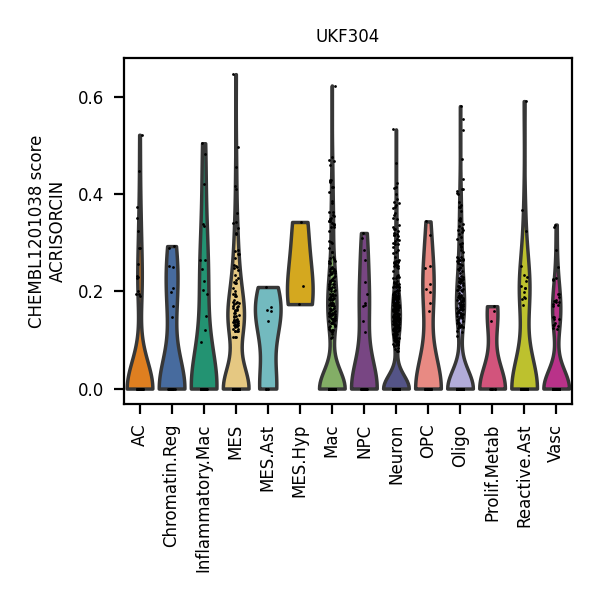 UKF304
CHEMBL1201038 score
ACRISORCIN
0.6
0.4
0.2
0.0
AC
Chromatin.Reg
Inflammatory.Mac
MES
MES.Ast
MES.Hyp
Mac
NPC
Neuron
OPC
Oligo
Prolif.Metab
Reactive.Ast
Vasc